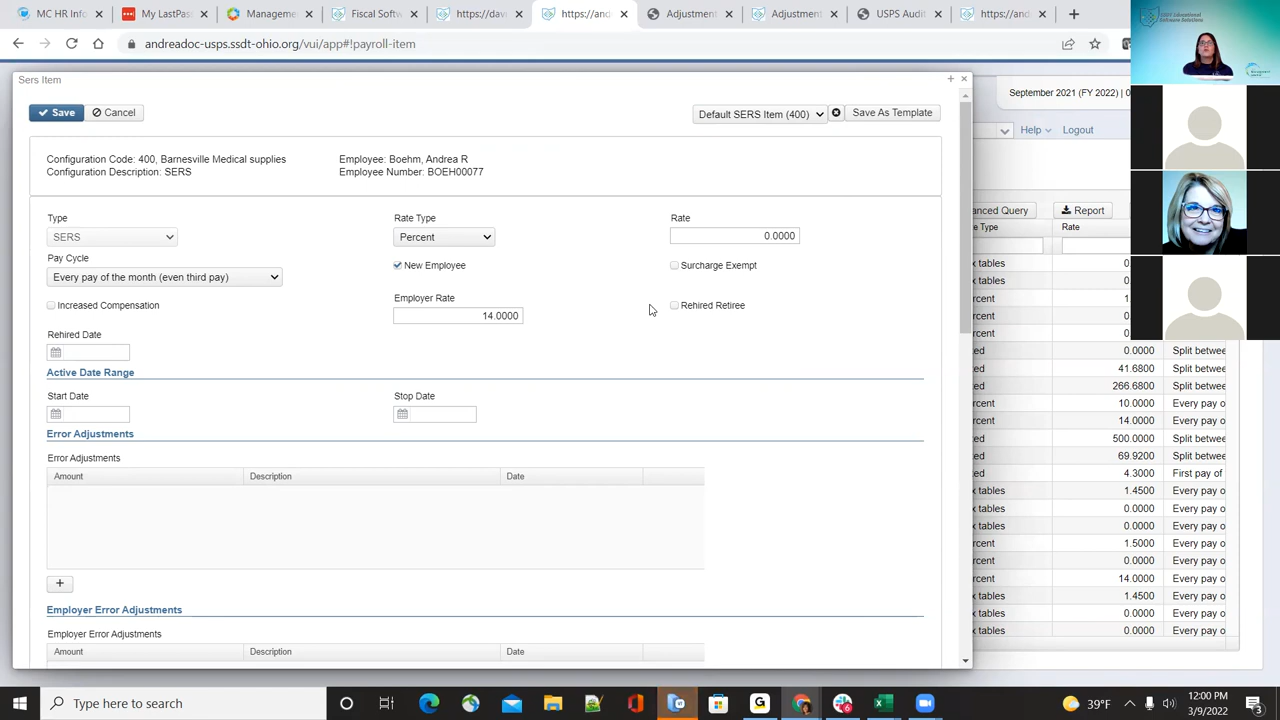 MC HR Info
My LastPass
Manageme
Fiscal Softw
https://and
Adjustment
Adjustment
https://and
andreadoc-usps.ssdt-ohio.org/vui/app#!payroll-item
Sers Item
Save
Cancel
Default SERS Item (400)
Save As Template
September 2021 (FY 2022)
Help
Logout
Configuration Code: 400, Barnesville Medical supplies
Employee: Boehm, Andrea R
Configuration Description: SERS
Employee Number: BOEH00077
anced Query
Report
Type
Rate Type
Rate
e Type
Rate
SERS
Percent
0.0000
Pay Cycle
Every pay of the month (even third pay)
New Employee
Surcharge Exempt
Increased Compensation
Employer Rate
14.0000
Rehired Retiree
Rehired Date
Active Date Range
Start Date
Stop Date
Error Adjustments
Error Adjustments
Amount
Description
Date
Employer Error Adjustments
Employer Error Adjustments
Amount
Description
Date
x tables
x tables
rcent
rcent
rcent
ed 0.0000 Split betwee
ed 41.6800 Split betwee
ed 266.6800 Split betwee
rcent 10.0000 Every pay o
rcent 14.0000 Every pay o
ed 500.0000 Split betwee
ed 69.9200 Split betwee
ed 4.3000 First pay of
x tables 1.4500 Every pay o
x tables 0.0000 Every pay o
x tables 0.0000 Every pay o
rcent 1.5000 Every pay o
rcent 0.0000 Every pay o
rcent 14.0000 Every pay o
x tables 1.4500 Every pay o
x tables 0.0000 Every pay o
x tables 0.0000 Every pay o
Type here to search
39°F
12:00 PM
3/9/2022